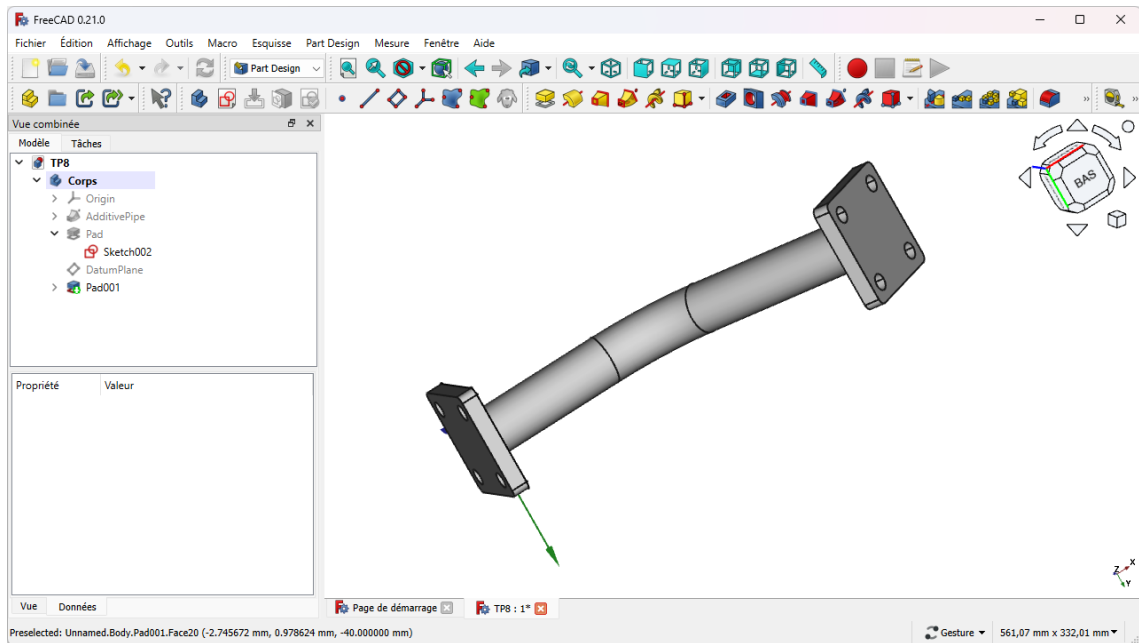 FreeCAD 0.21.0
Fichier Édition Affichage Outils Macro Esquisse Part Design Mesure Fenêtre Aide
Part Design
Vue combinée
Modèle Tâches
TP8
Corps
Origin
AdditivePipe
Pad
Sketch002
DatumPlane
Pad001
Propriété Valeur
BAS
X
Z
Y
Vue Données
Page de démarrage
TP8 : 1*
Preselected: Unnamed.Body.Pad001.Face20 (-2.745672 mm, 0.978624 mm, -40.000000 mm)
Gesture
561,07 mm x 332,01 mm